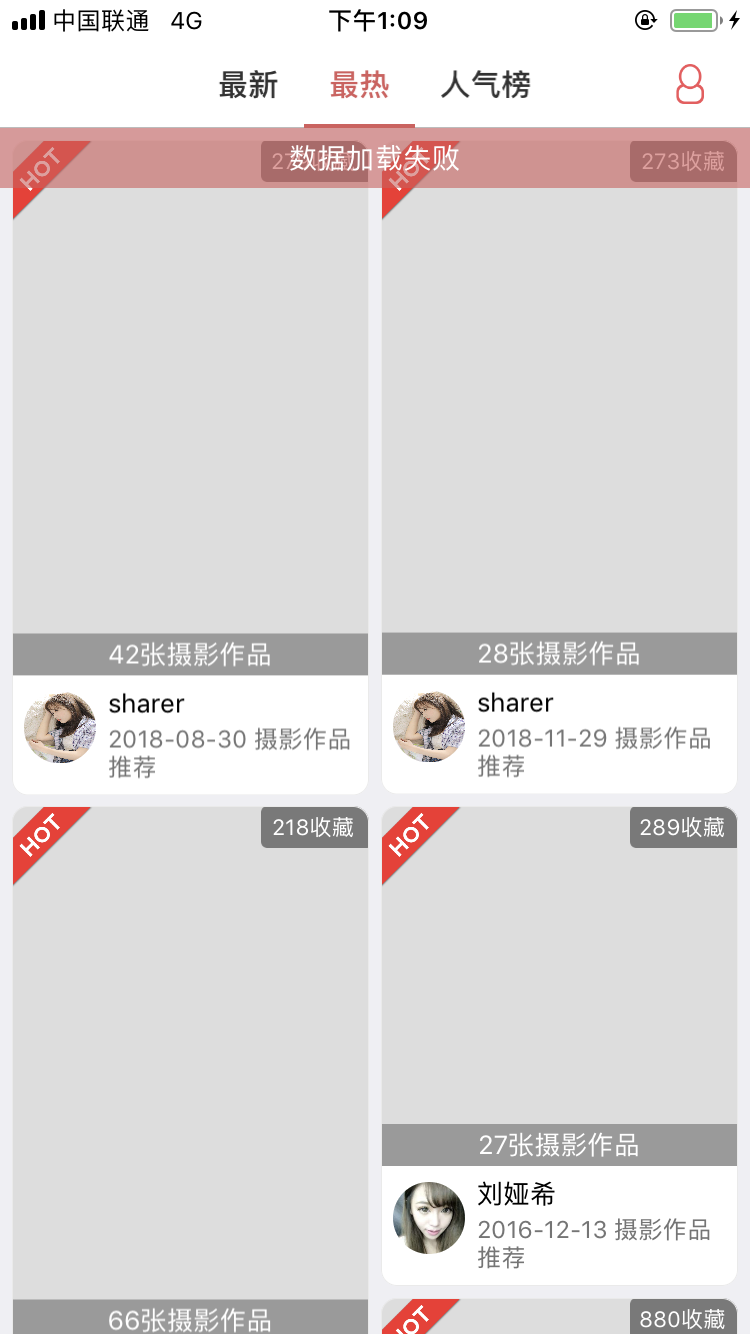 中国联通 4G 下午1:09
最新 最热 人气榜
数据加载失败
HOT
HOT 273收藏
42张摄影作品
sharer
2018-08-30 摄影作品
推荐
28张摄影作品
sharer
2018-11-29 摄影作品
推荐
HOT 218收藏
66张摄影作品
HOT 289收藏
27张摄影作品
刘娅希
2016-12-13 摄影作品
推荐
HOT 880收藏